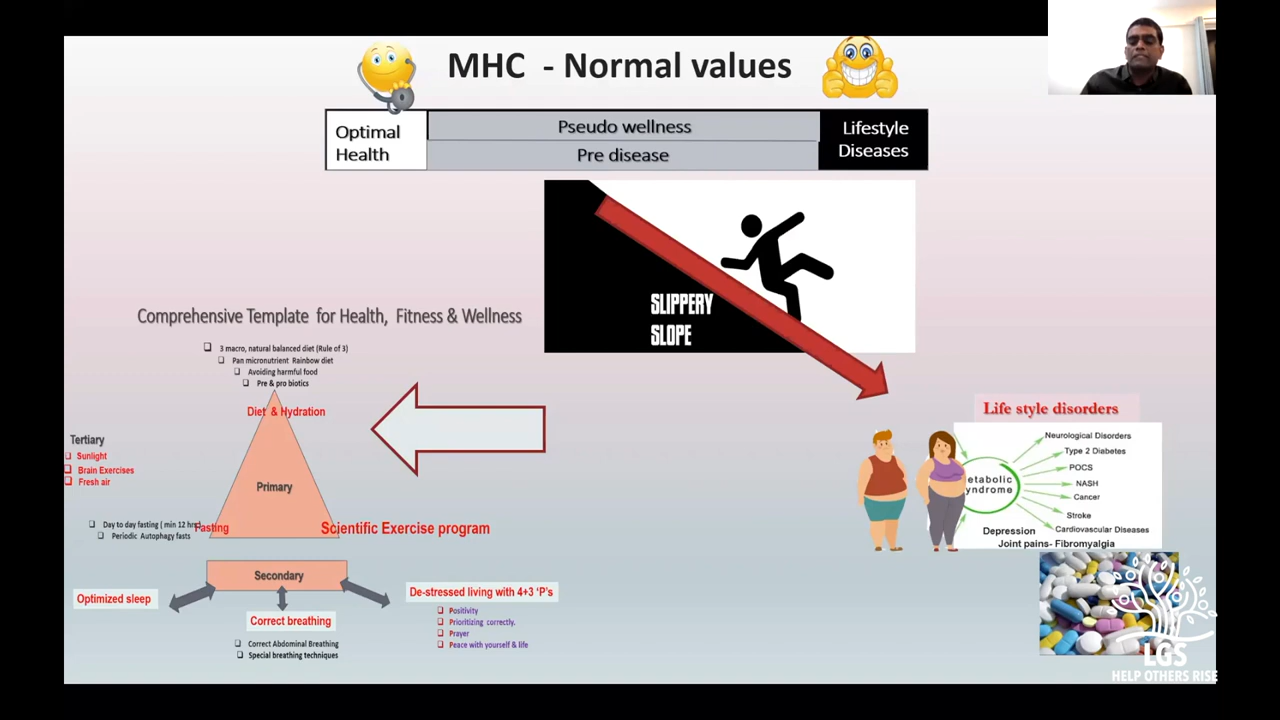 MHC - Normal values
Optimal
Health
Pseudo wellness
Pre disease
Lifestyle
Diseases
SLIPPERY
SLOPE
Comprehensive Template for Health, Fitness & Wellness
3 macro, natural balanced diet (Rule of 3)
Pan micronutrient Rainbow diet
Avoiding harmful food
Pre & pro biotics
Diet & Hydration
Tertiary
Sunlight
Brain Exercises
Fresh air
Primary
Day to day fasting ( min 12 hrs)
Periodic Autophagy fasts
Fasting
Scientific Exercise program
Secondary
Optimized sleep
Correct breathing
Correct Abdominal Breathing
Special breathing techniques
De-stressed living with 4+3 ‘P’s
Positivity
Prioritizing correctly.
Prayer
Peace with yourself & life
Life style disorders
etabolic
yndrome
Neurological Disorders
Type 2 Diabetes
POCS
NASH
Cancer
Stroke
Cardiovascular Diseases
Depression
Joint pains- Fibromyalgia
LGS
HELP OTHERS RISE